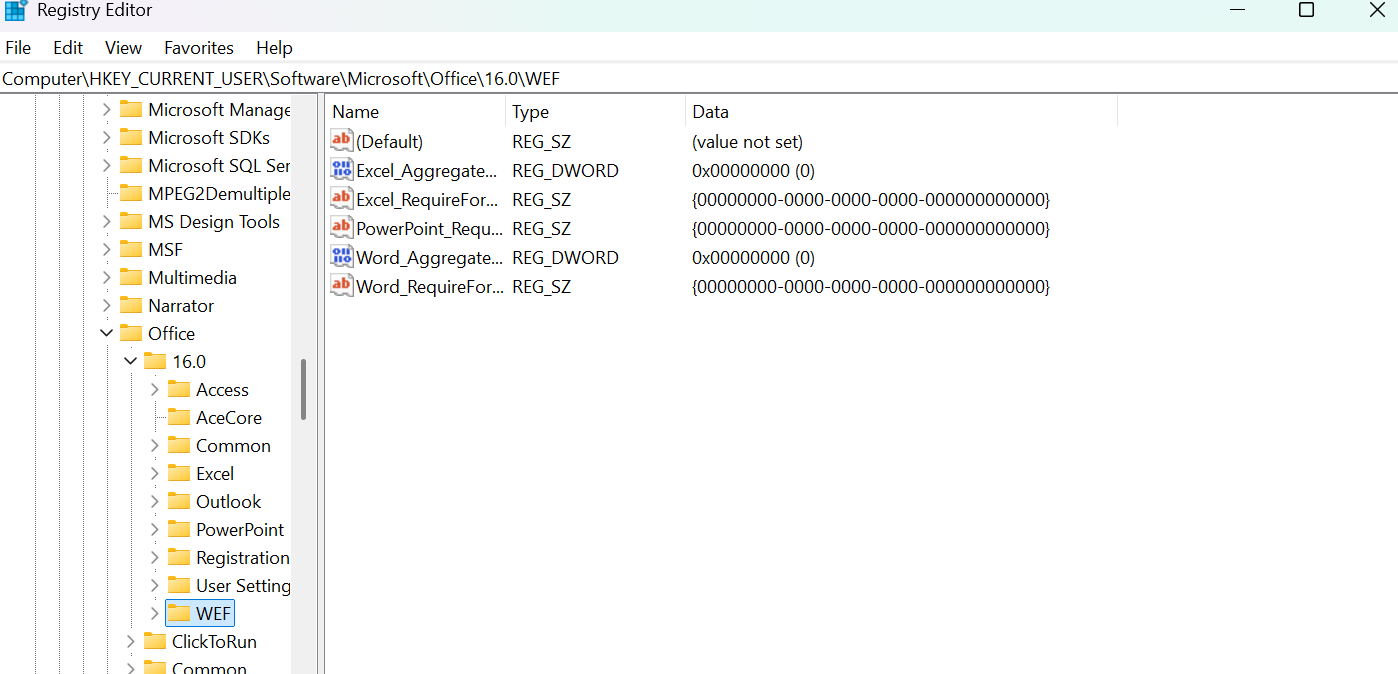 Registry Editor
File Edit View Favorites Help
Computer\HKEY_CURRENT_USER\Software\Microsoft\Office\16.0\WEF
Microsoft Manage
Microsoft SDKs
Microsoft SQL Ser
MPEG2Demultiple
MS Design Tools
MSF
Multimedia
Narrator
Office
16.0
Access
AceCore
Common
Excel
Outlook
PowerPoint
Registration
User Setting
WEF
ClickToRun
Common
Name Type Data
(Default) REG_SZ (value not set)
Excel_Aggregate... REG_DWORD 0x00000000 (0)
Excel_RequireFor... REG_SZ {00000000-0000-0000-0000-000000000000}
PowerPoint_Requ... REG_SZ {00000000-0000-0000-0000-000000000000}
Word_Aggregate... REG_DWORD 0x00000000 (0)
Word_RequireFor... REG_SZ {00000000-0000-0000-0000-000000000000}